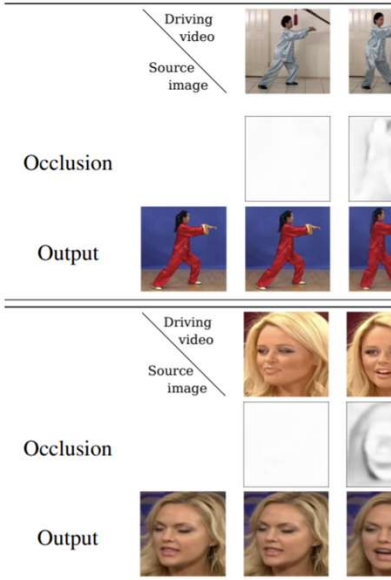 Driving
video
Source
image
Occlusion
Output
Driving
video
Source
image
Occlusion
Output